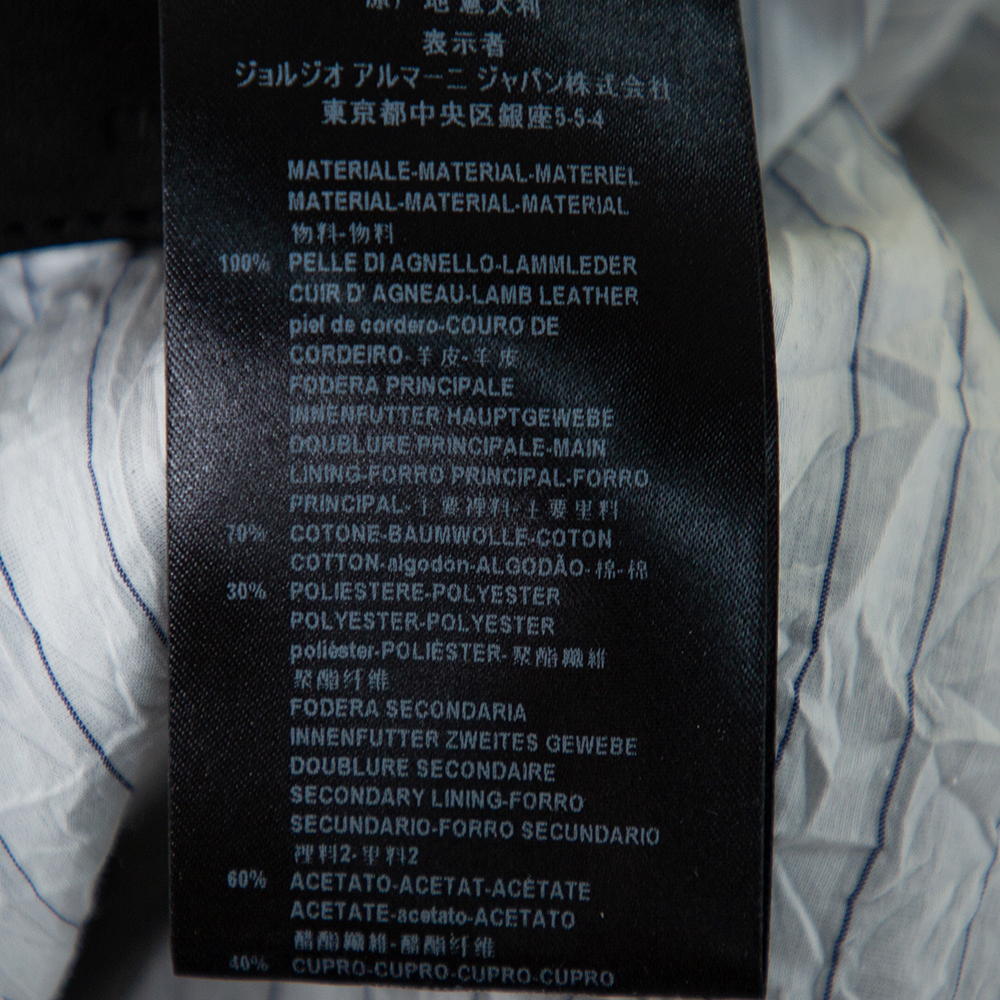 原产地意大利
表示者
ジョルジオ アルマーニ ジャパン株式会社
東京都中央区銀座5-5-4
MATERIALE-MATERIAL-MATERIEL
MATERIAL-MATERIAL-MATERIAL
物料-物料
100% PELLE DI AGNELLO-LAMMLEDER
CUIR D' AGNEAU-LAMB LEATHER
piel de cordero-COURO DE
CORDEIRO-羊皮-羊皮
FODERA PRINCIPALE
INNENFUTTER HAUPTGEWEBE
DOUBLURE PRINCIPALE-MAIN
LINING-FORRO PRINCIPAL-FORRO
PRINCIPAL-主要裡料-主要里料
70% COTONE-BAUMWOLLE-COTON
COTTON-algodón-ALGODÃO-棉-棉
30% POLIESTERE-POLYESTER
POLYESTER-POLYESTER
poliéster-POLIÉSTER-聚酯纖維
聚酯纤维
FODERA SECONDARIA
INNENFUTTER ZWEITES GEWEBE
DOUBLURE SECONDAIRE
SECONDARY LINING-FORRO
SECUNDARIO-FORRO SECUNDARIO
裡料2-里料2
60% ACETATO-ACETAT-ACÉTATE
ACETATE-acetato-ACETATO
醋酯纖維-醋酯纤维
40% CUPRO-CUPRO-CUPRO-CUPRO